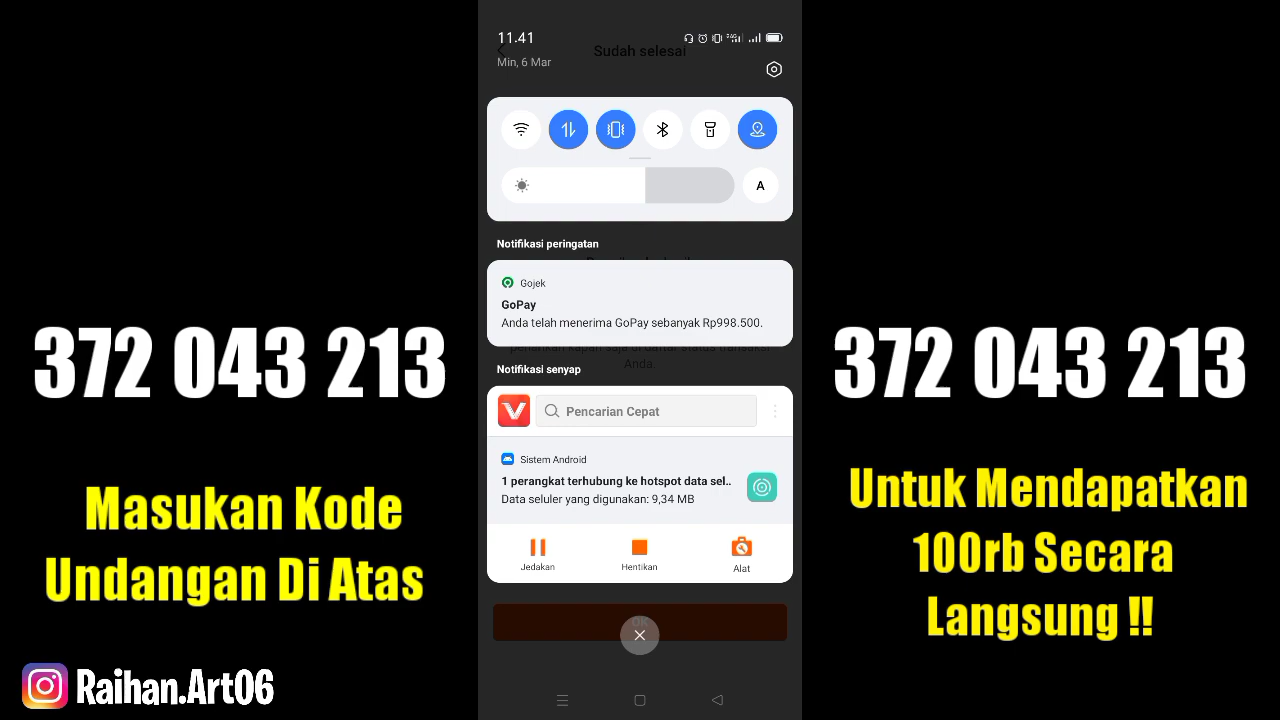 11.41
Sudah selesai
Min, 6 Mar
A
Notifikasi peringatan
Gojek
GoPay
Anda telah menerima GoPay sebanyak Rp998.500.
Anda.
Notifikasi senyap
Pencarian Cepat
Sistem Android
1 perangkat terhubung ke hotspot data sel..
Data seluler yang digunakan: 9,34 MB
Jedakan
Hentikan
Alat
372 043 213
Masukan Kode
Undangan Di Atas
Raihan.Art06
372 043 213
Untuk Mendapatkan
100rb Secara
Langsung !!